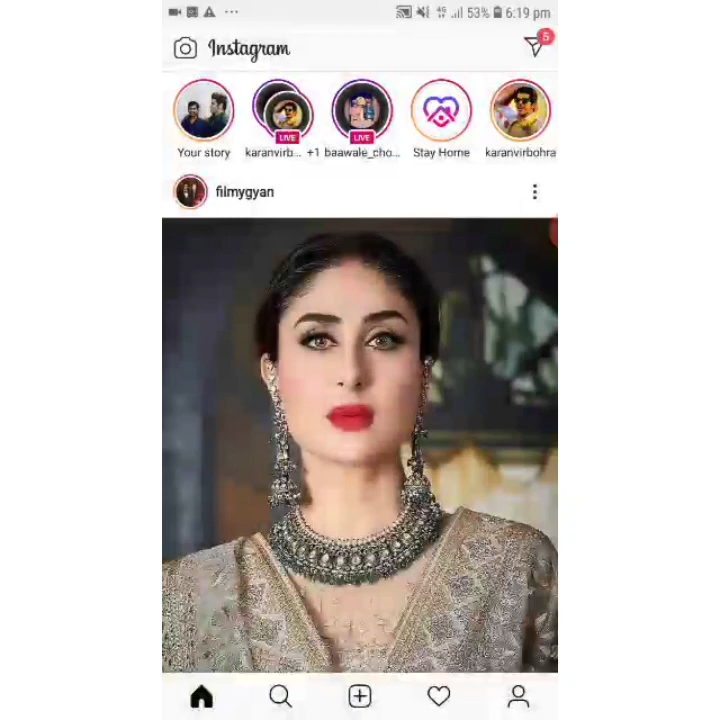 53% 6:19 pm
Instagram
5
LIVE LIVE
Your story karanvirb... +1 baawale_cho... Stay Home karanvirbohra
filmygyan